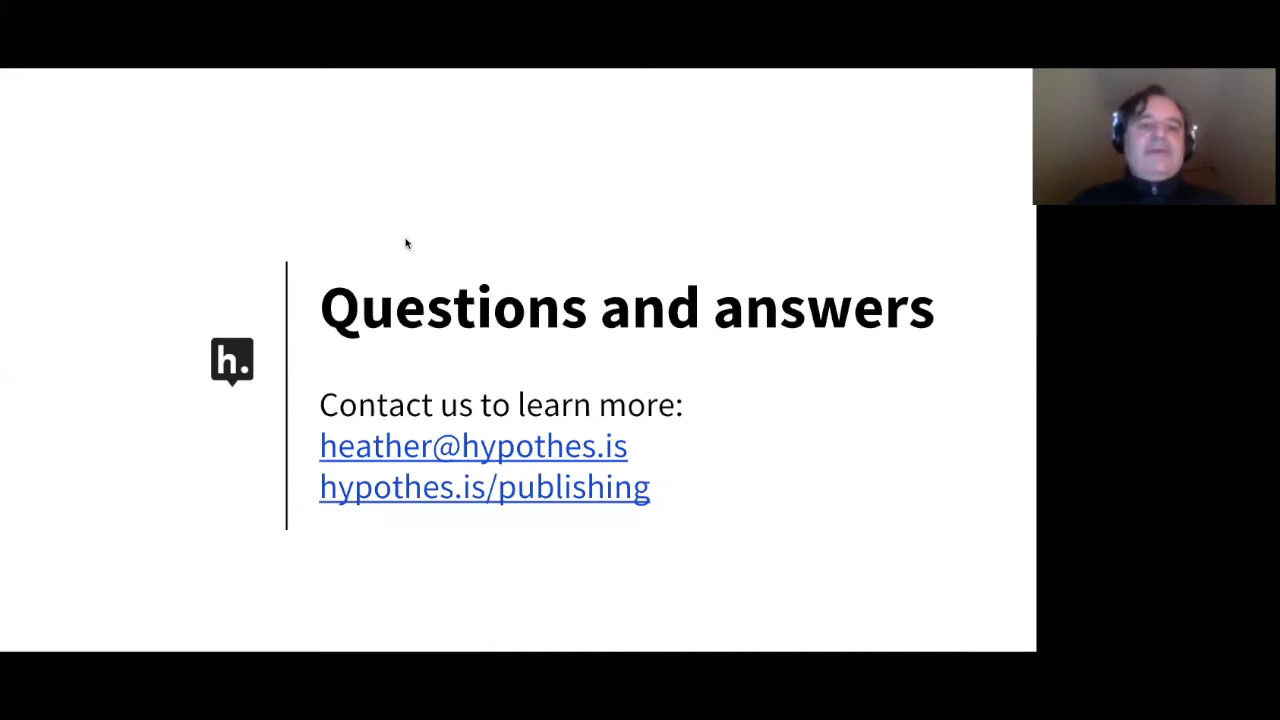 Questions and answers
h.
Contact us to learn more:
heather@hypothes.is
hypothes.is/publishing